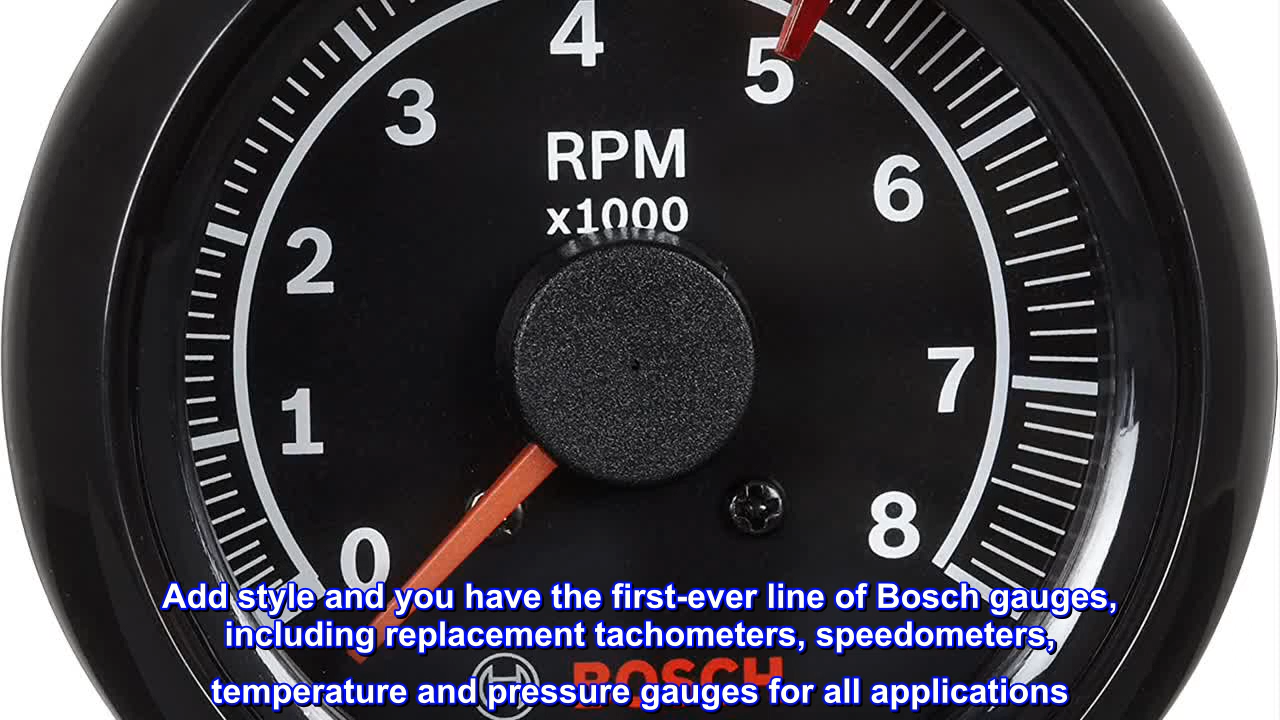 4
3
5
RPM
x1000
6
2
7
1
8
0
Add style and you have the first-ever line of Bosch gauges,
including replacement tachometers, speedometers,
BOSCH
temperature and pressure gauges for all applications